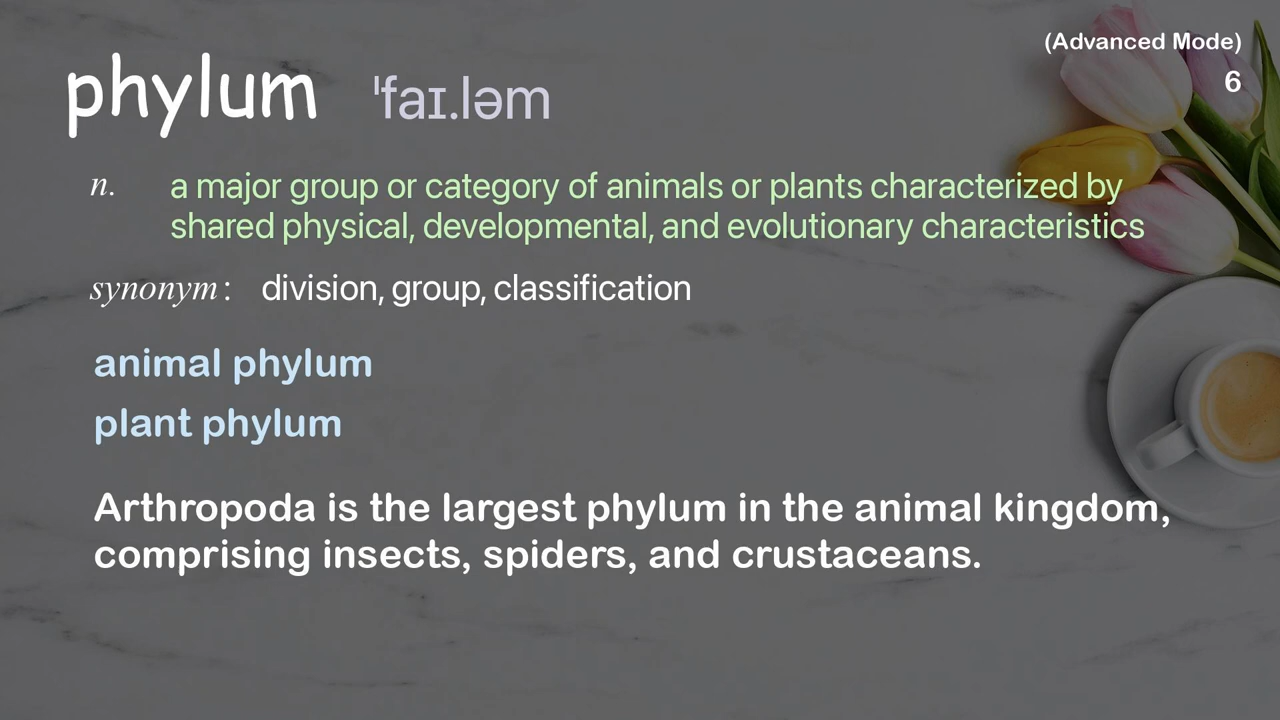 (Advanced Mode)
6
phylum ˈfaɪ.ləm
n. a major group or category of animals or plants characterized by
shared physical, developmental, and evolutionary characteristics
synonym: division, group, classification
animal phylum
plant phylum
Arthropoda is the largest phylum in the animal kingdom,
comprising insects, spiders, and crustaceans.